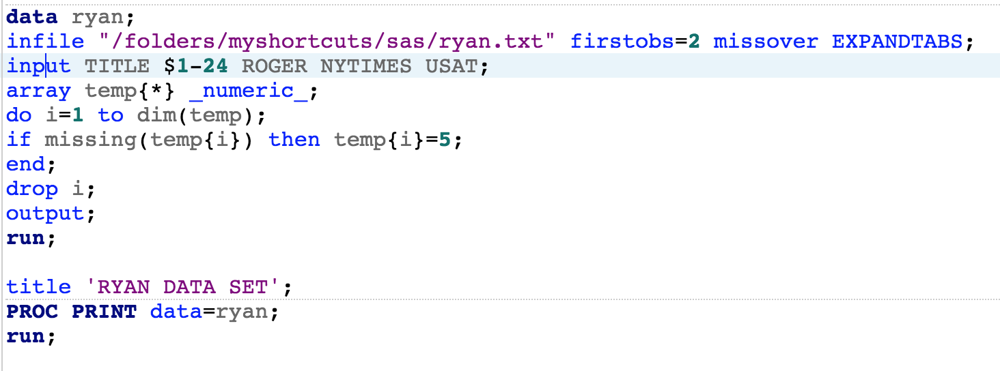 data ryan;
infile "/folders/myshortcuts/sas/ryan.txt" firstobs=2 missover EXPANDTABS;
input TITLE $1-24 ROGER NYTIMES USAT;
array temp{*} _numeric_;
do i=1 to dim(temp);
if missing(temp{i}) then temp{i}=5;
end;
drop i;
output;
run;
title 'RYAN DATA SET';
PROC PRINT data=ryan;
run;